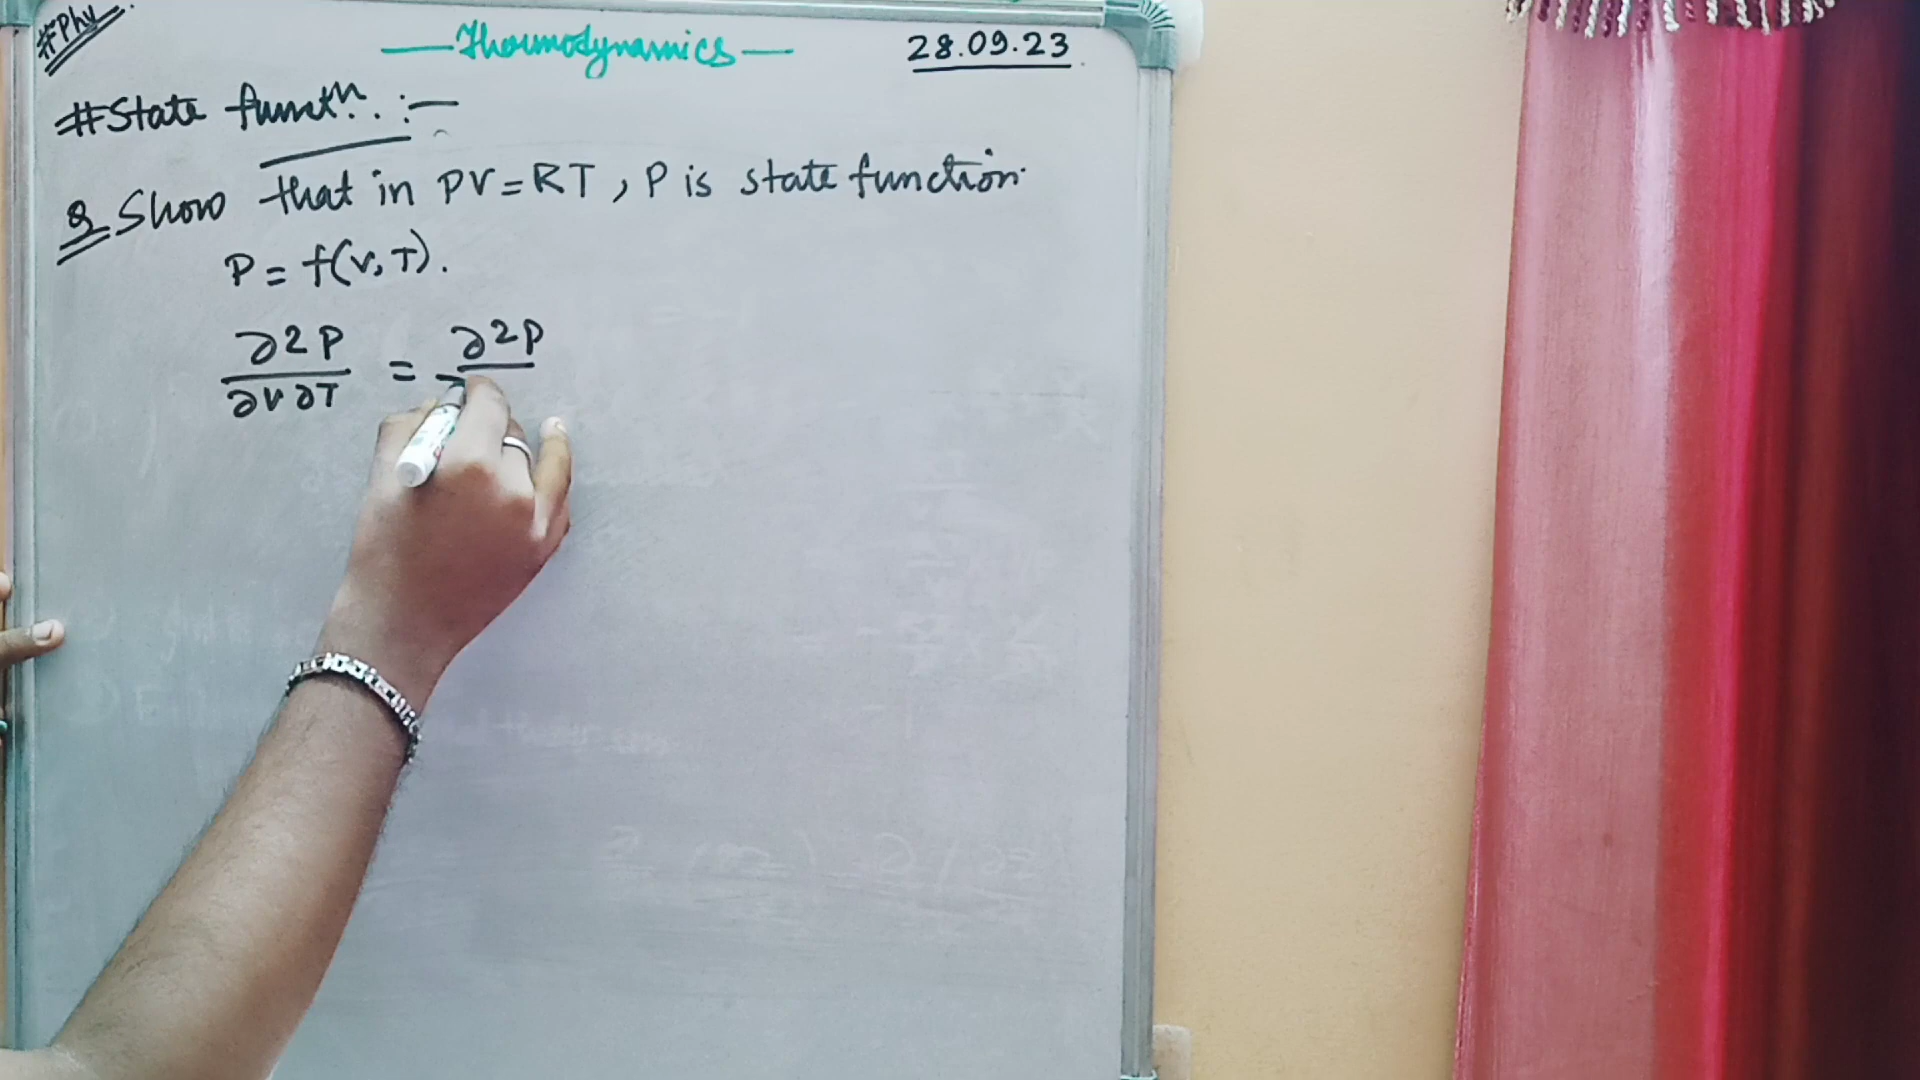 #Phy
Thermodynamics
28.09.23
#State functn. :-
Q Show that in PV=RT, P is state function.
P = f(V,T).
∂2P = ∂2P
∂V∂T ∂